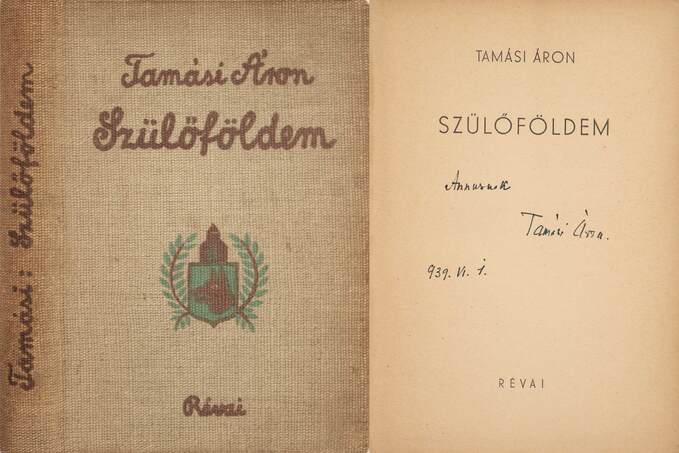 Tamási: Szülőföldem
Tamási Áron
Szülőföldem
Révai
TAMÁSI ÁRON
SZÜLŐFÖLDEM
Annusnak
Tamási Áron.
939. VI. 1.
RÉVAI